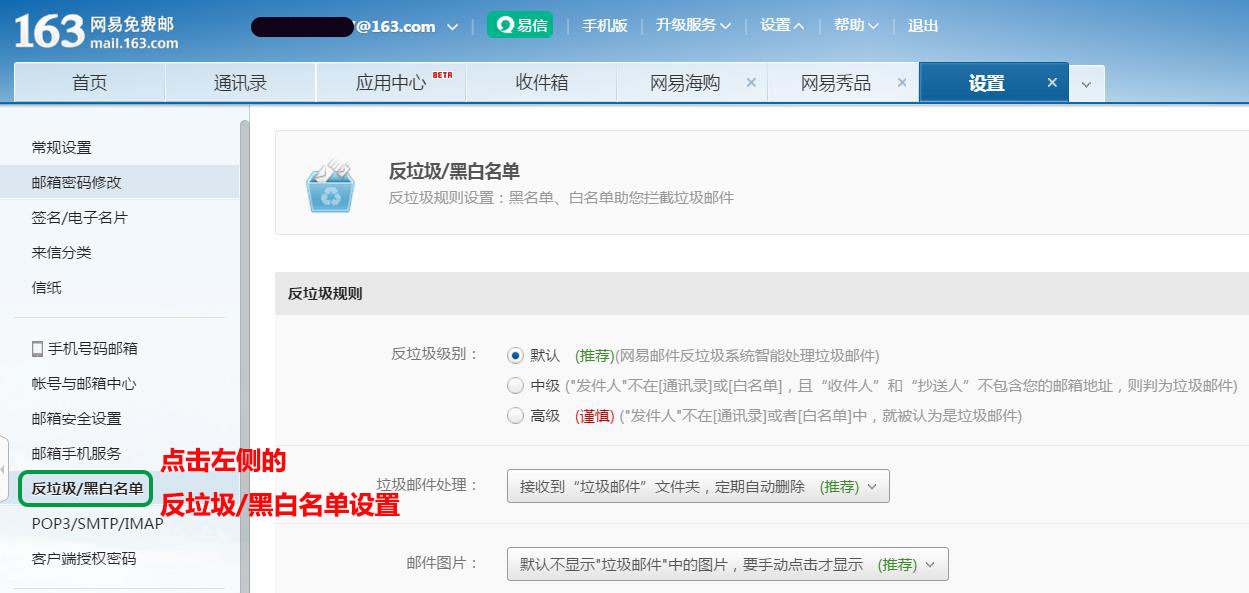 163 网易免费邮
mail.163.com
@163.com
易信
手机版
升级服务
设置
帮助
退出
首页
通讯录
应用中心 BETA
收件箱
网易海购 ×
网易秀品 ×
设置 ×
常规设置
邮箱密码修改
签名/电子名片
来信分类
信纸
手机号码邮箱
帐号与邮箱中心
邮箱安全设置
邮箱手机服务
反垃圾/黑白名单
POP3/SMTP/IMAP
客户端授权密码
点击左侧的
反垃圾/黑白名单设置
反垃圾/黑白名单
反垃圾规则设置：黑名单、白名单助您拦截垃圾邮件
反垃圾规则
反垃圾级别：
默认 (推荐)(网易邮件反垃圾系统智能处理垃圾邮件)
中级 ("发件人"不在[通讯录]或[白名单]，且“收件人”和“抄送人”不包含您的邮箱地址，则判为垃圾邮件)
高级 (谨慎) ("发件人"不在[通讯录]或者[白名单]中，就被认为是垃圾邮件)
垃圾邮件处理：
接收到“垃圾邮件”文件夹，定期自动删除 (推荐)
邮件图片：
默认不显示"垃圾邮件"中的图片，要手动点击才显示 (推荐)